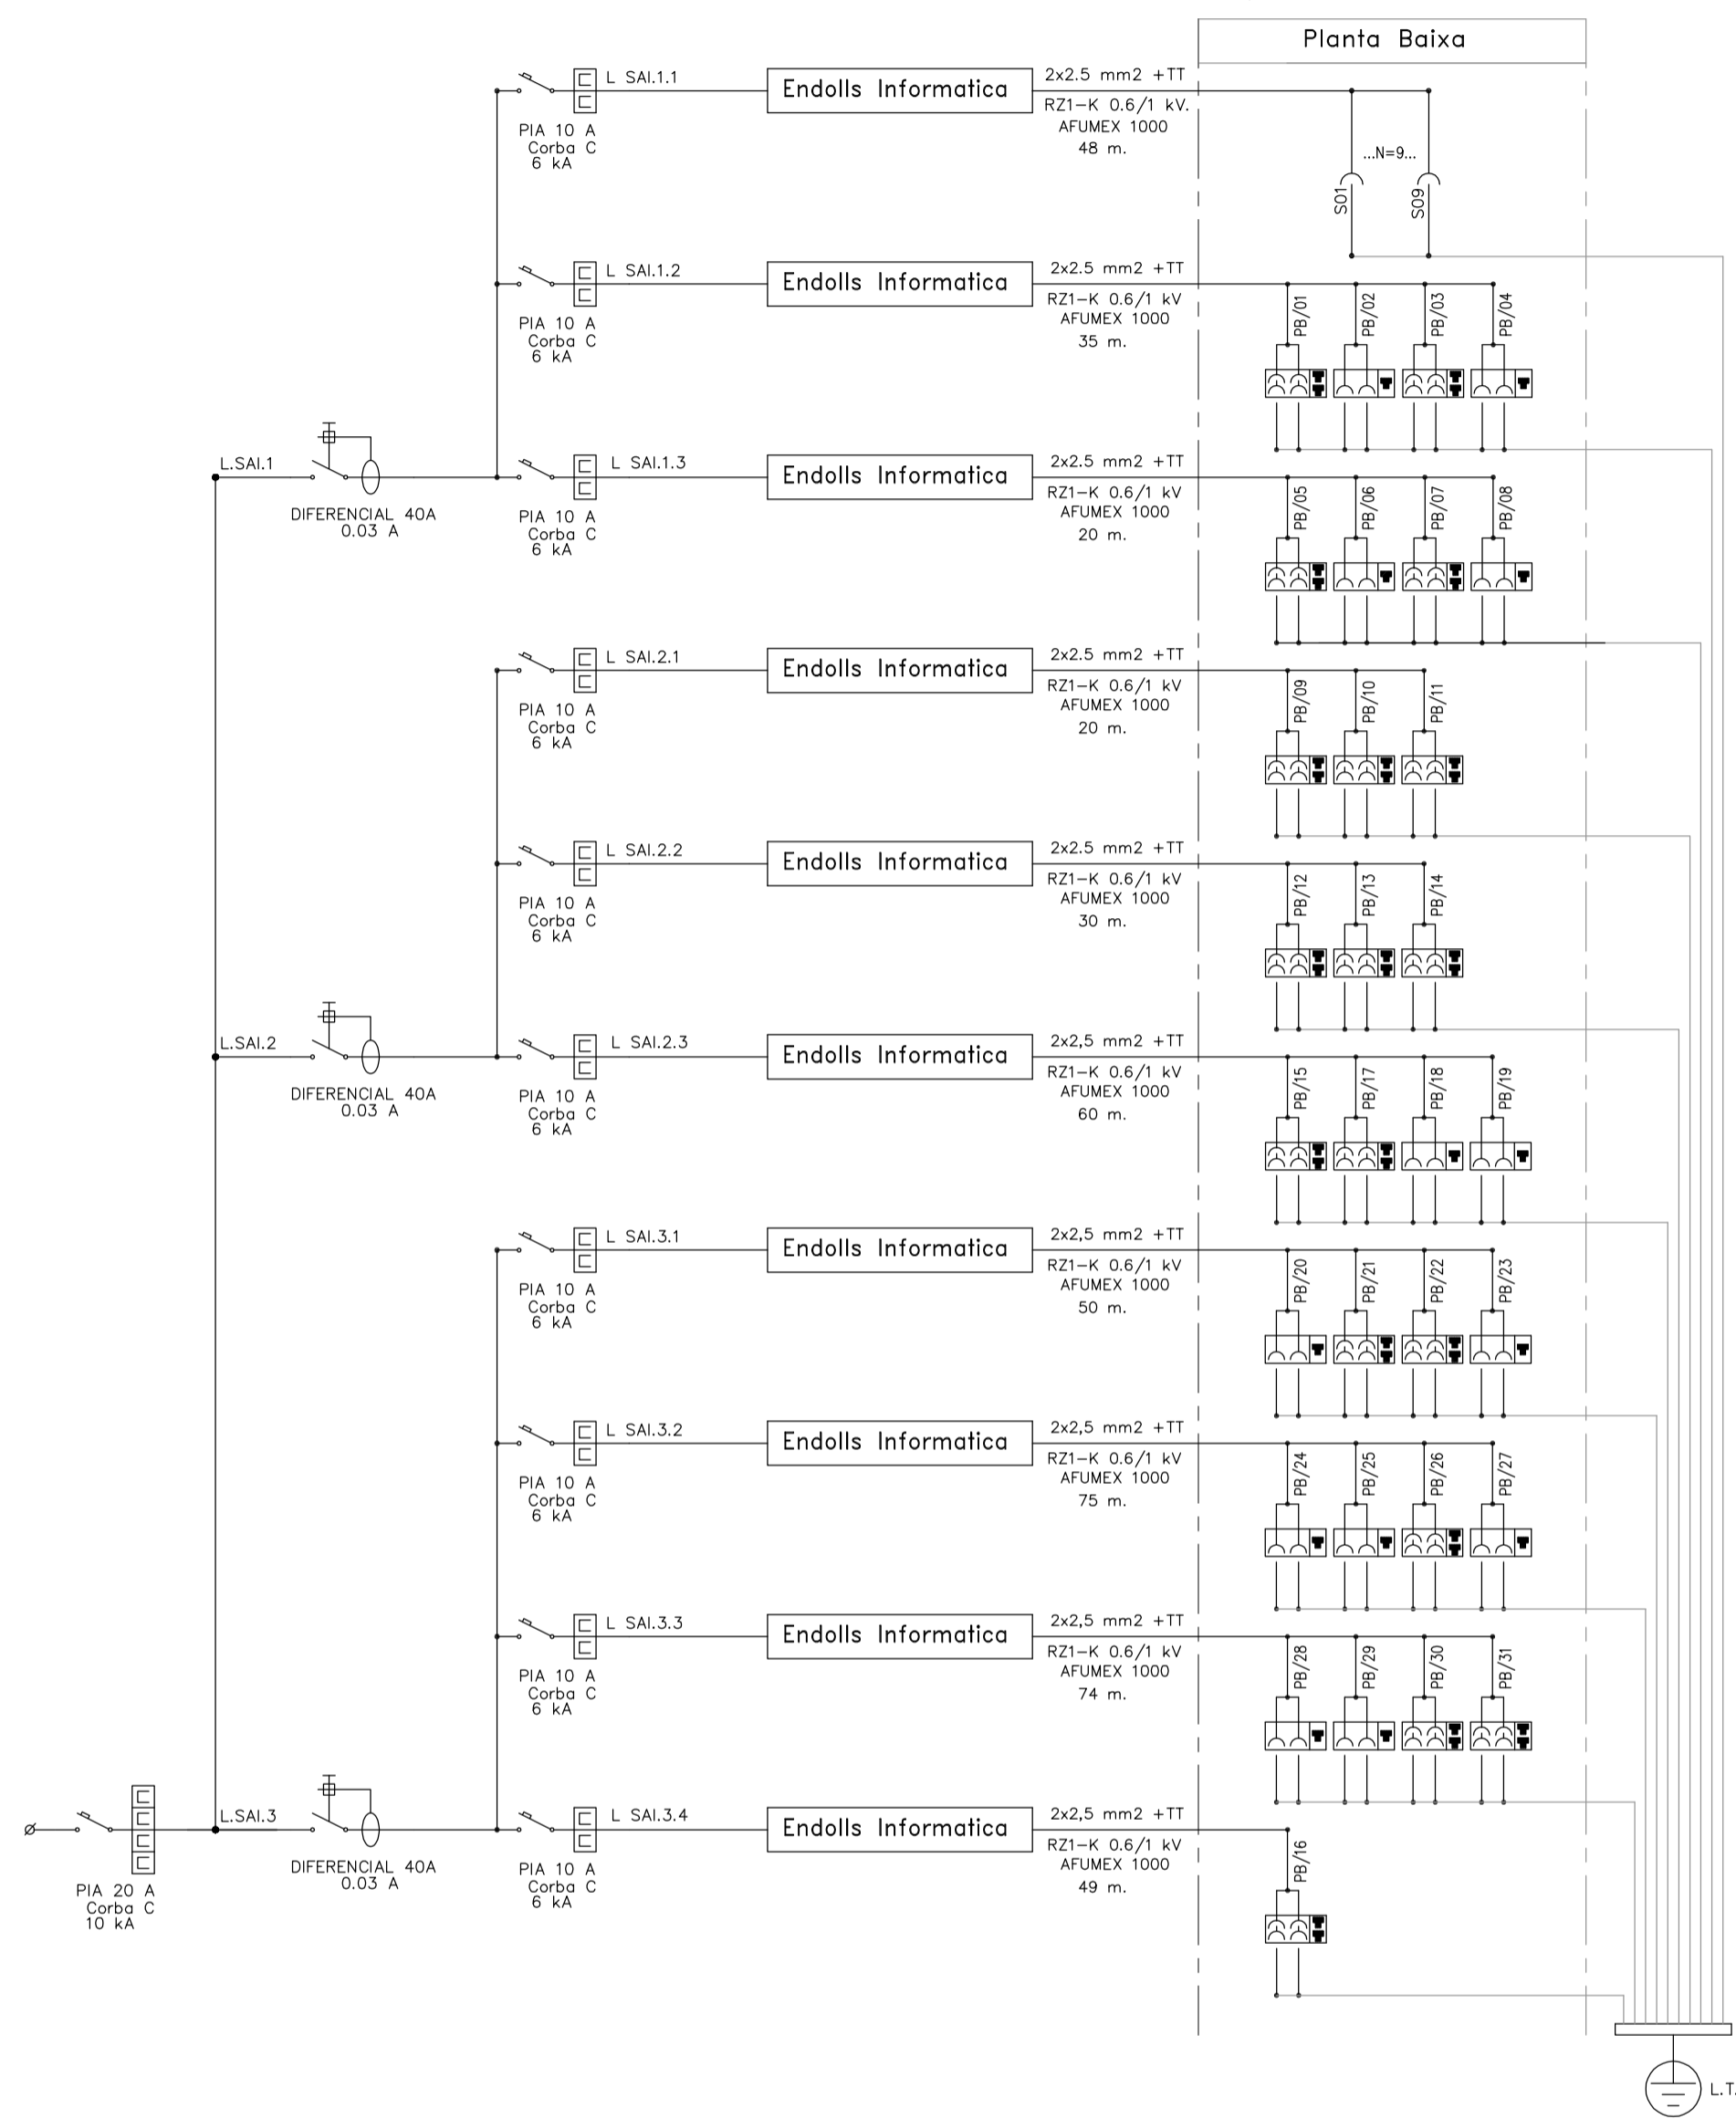 Planta Baixa
L SAI.1.1
Endolls Informatica
2x2.5 mm2 +TT
RZ1-K 0.6/1 kV.
AFUMEX 1000
48 m.
PIA 10 A
Corba C
6 kA
...N=9...
S01
S09
L SAI.1.2
Endolls Informatica
2x2.5 mm2 +TT
RZ1-K 0.6/1 kV
AFUMEX 1000
35 m.
PIA 10 A
Corba C
6 kA
PB/01
PB/02
PB/03
PB/04
L.SAI.1
DIFERENCIAL 40A
0.03 A
L SAI.1.3
Endolls Informatica
2x2.5 mm2 +TT
RZ1-K 0.6/1 kV
AFUMEX 1000
20 m.
PIA 10 A
Corba C
6 kA
PB/05
PB/06
PB/07
PB/08
L SAI.2.1
Endolls Informatica
2x2.5 mm2 +TT
RZ1-K 0.6/1 kV
AFUMEX 1000
20 m.
PIA 10 A
Corba C
6 kA
PB/09
PB/10
PB/11
L SAI.2.2
Endolls Informatica
2x2.5 mm2 +TT
RZ1-K 0.6/1 kV
AFUMEX 1000
30 m.
PIA 10 A
Corba C
6 kA
PB/12
PB/13
PB/14
L.SAI.2
DIFERENCIAL 40A
0.03 A
L SAI.2.3
Endolls Informatica
2x2,5 mm2 +TT
RZ1-K 0.6/1 kV
AFUMEX 1000
60 m.
PIA 10 A
Corba C
6 kA
PB/15
PB/17
PB/18
PB/19
L SAI.3.1
Endolls Informatica
2x2,5 mm2 +TT
RZ1-K 0.6/1 kV
AFUMEX 1000
50 m.
PIA 10 A
Corba C
6 kA
PB/20
PB/21
PB/22
PB/23
L SAI.3.2
Endolls Informatica
2x2,5 mm2 +TT
RZ1-K 0.6/1 kV
AFUMEX 1000
75 m.
PIA 10 A
Corba C
6 kA
PB/24
PB/25
PB/26
PB/27
L SAI.3.3
Endolls Informatica
2x2,5 mm2 +TT
RZ1-K 0.6/1 kV
AFUMEX 1000
74 m.
PIA 10 A
Corba C
6 kA
PB/28
PB/29
PB/30
PB/31
PIA 20 A
Corba C
10 kA
L.SAI.3
DIFERENCIAL 40A
0.03 A
L SAI.3.4
Endolls Informatica
2x2,5 mm2 +TT
RZ1-K 0.6/1 kV
AFUMEX 1000
49 m.
PIA 10 A
Corba C
6 kA
PB/16
L.T.